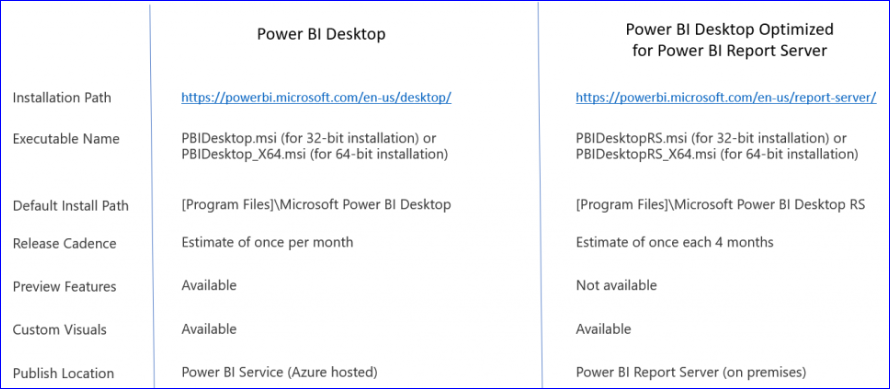 Power BI Desktop
Power BI Desktop Optimized
for Power BI Report Server
Installation Path https://powerbi.microsoft.com/en-us/desktop/ https://powerbi.microsoft.com/en-us/report-server/
Executable Name PBIDesktop.msi (for 32-bit installation) or PBIDesktopRS.msi (for 32-bit installation) or
PBIDesktop_X64.msi (for 64-bit installation) PBIDesktopRS_X64.msi (for 64-bit installation)
Default Install Path [Program Files]\Microsoft Power BI Desktop [Program Files]\Microsoft Power BI Desktop RS
Release Cadence Estimate of once per month Estimate of once each 4 months
Preview Features Available Not available
Custom Visuals Available Available
Publish Location Power BI Service (Azure hosted) Power BI Report Server (on premises)